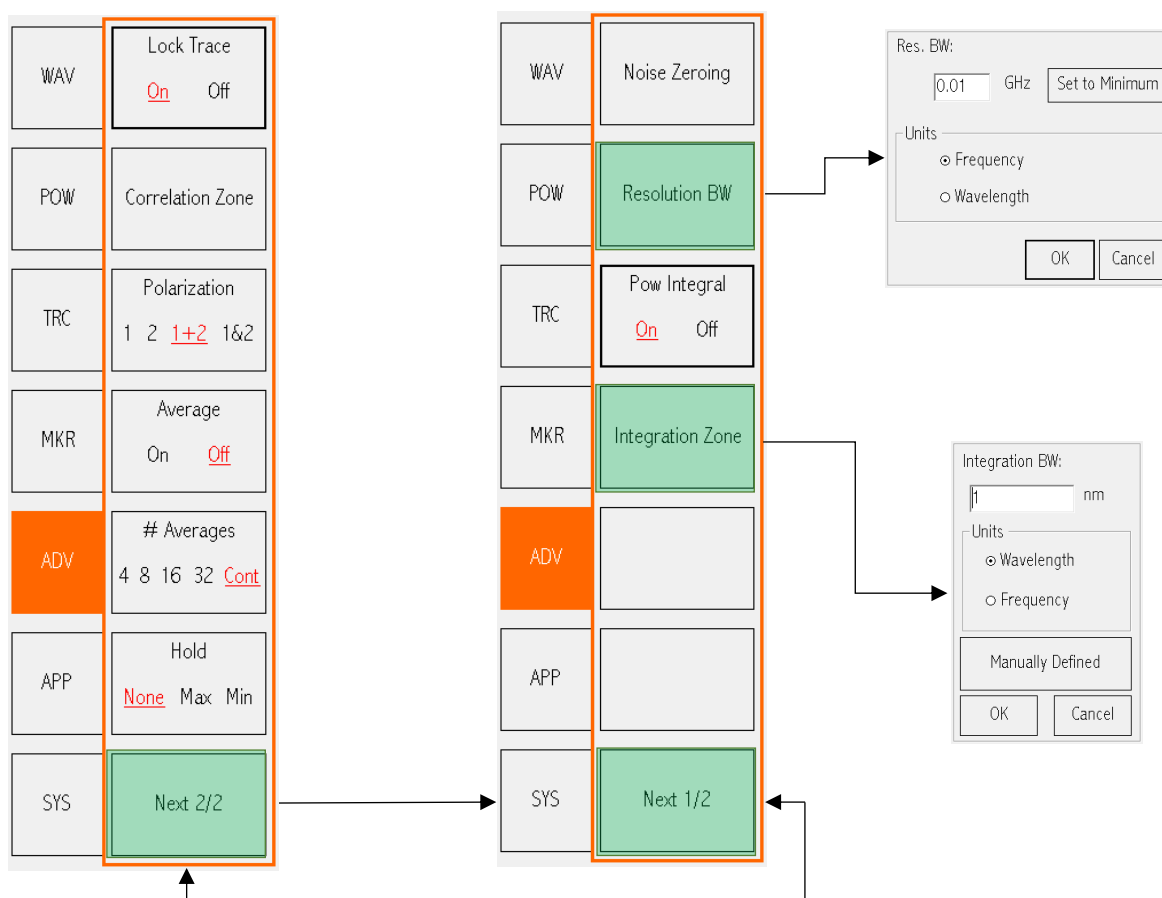 WAV
Lock Trace
On Off
POW
Correlation Zone
TRC
Polarization
1 2 1+2 1&2
MKR
Average
On Off
ADV
# Averages
4 8 16 32 Cont
APP
Hold
None Max Min
SYS
Next 2/2
WAV
Noise Zeroing
POW
Resolution BW
TRC
Pow Integral
On Off
MKR
Integration Zone
ADV
APP
SYS
Next 1/2
Res. BW:
0.01 GHz Set to Minimum
Units
Frequency
Wavelength
OK Cancel
Integration BW:
1 nm
Units
Wavelength
Frequency
Manually Defined
OK Cancel